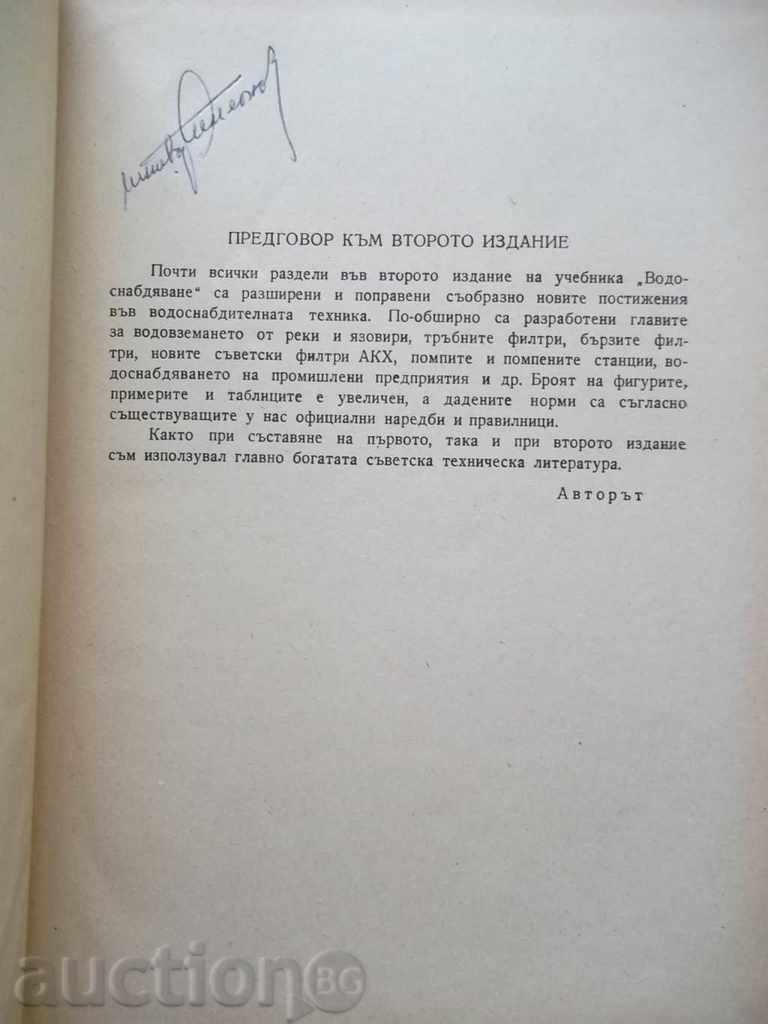 ПРЕДГОВОР КЪМ ВТОРОТО ИЗДАНИЕ
Почти всички раздели във второто издание на учебника „Водо-
снабдяване“ са разширени и поправени съобразно новите постижения
във водоснабдителната техника. По-обширно са разработени главите
за водовземането от реки и язовири, тръбните филтри, бързите фил-
три, новите съветски филтри АКХ, помпите и помпените станции, во-
доснабдяването на промишлени предприятия и др. Броят на фигурите,
примерите и таблиците е увеличен, а дадените норми са съгласно
съществуващите у нас официални наредби и правилници.
Както при съставяне на първото, така и при второто издание
съм използувал главно богатата съветска техническа литература.
Авторът
auction BG